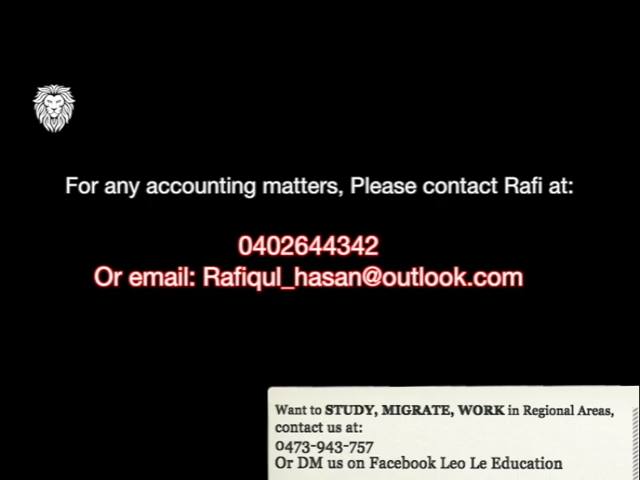 For any accounting matters, Please contact Rafi at:
0402644342
Or email: Rafiqul_hasan@outlook.com
Want to STUDY, MIGRATE, WORK in Regional Areas,
contact us at:
0473-943-757
Or DM us on Facebook Leo Le Education